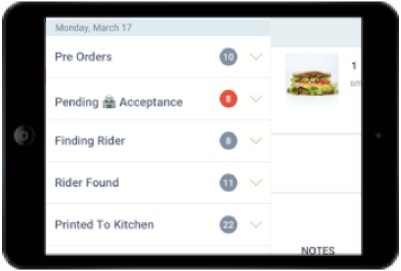 Monday, March 17
Pre Orders 10
1
Pending Acceptance 8
Finding Rider 8
Rider Found 11
Printed To Kitchen 22
NOTES